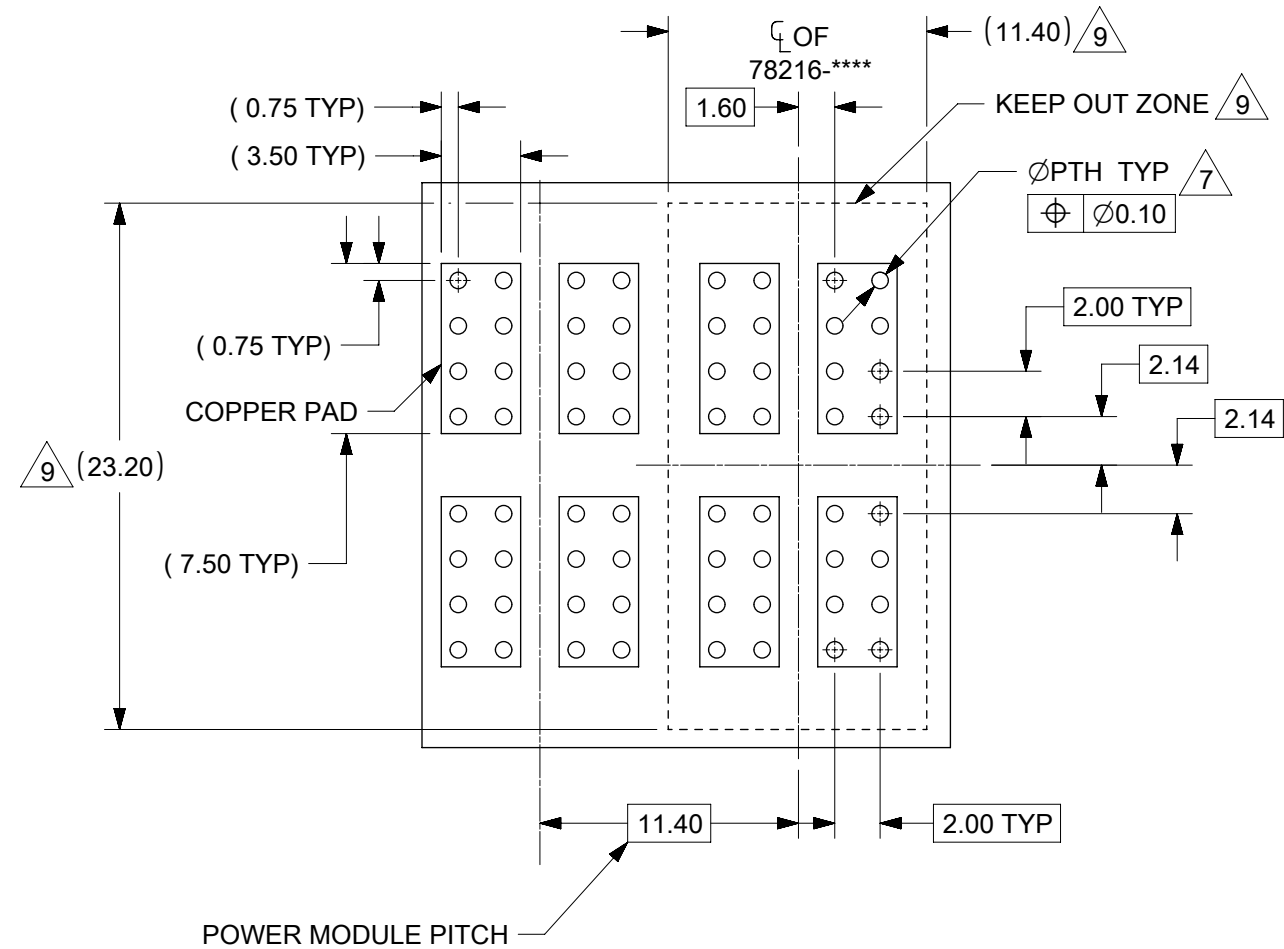 ℄ OF
78216-****
(11.40) 9
( 0.75 TYP)
1.60
KEEP OUT ZONE 9
( 3.50 TYP)
∅PTH TYP 7
⌖ ∅0.10
2.00 TYP
( 0.75 TYP)
2.14
COPPER PAD
2.14
9 (23.20)
( 7.50 TYP)
11.40
2.00 TYP
POWER MODULE PITCH